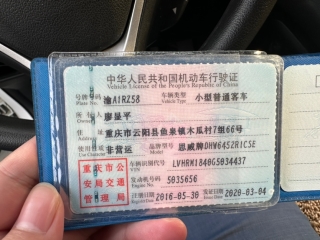 中华人民共和国机动车行驶证
Vehicle License of the People's Republic of China
号牌号码 渝A1RZ58 车辆类型 小型普通客车
Plate No. Vehicle Type
所有人 廖显平
住址 重庆市云阳县鱼泉镇木瓜村7组66号
使用性质 非营运 品牌型号 思威牌DHW6452R1CSE
重庆市公
安局交通
管理局
车辆识别代号 LVHRM1840G5034437
VIN
发动机号码 5035656
Engine No.
注册日期 2016-05-30 发证日期 2020-03-04